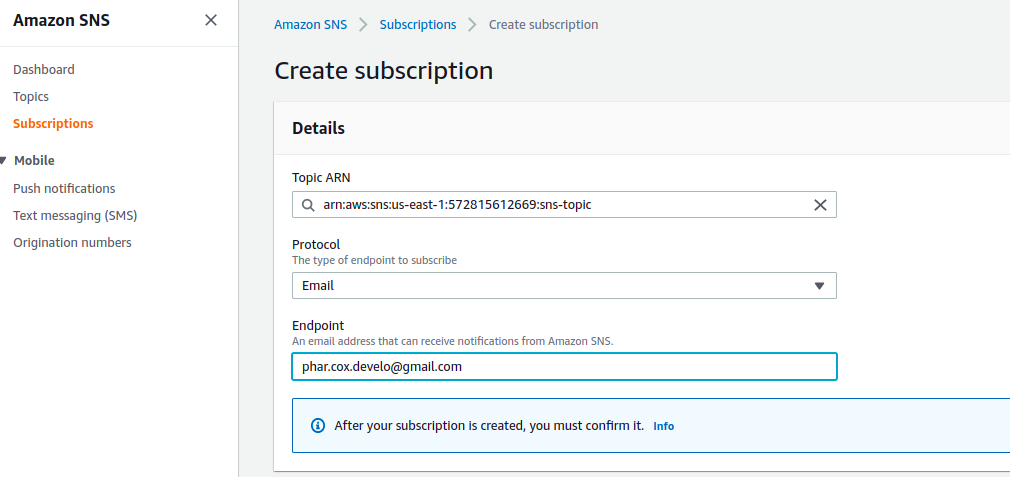 Amazon SNS
Dashboard
Topics
Subscriptions
Mobile
Push notifications
Text messaging (SMS)
Origination numbers
Amazon SNS > Subscriptions > Create subscription
Create subscription
Details
Topic ARN
arn:aws:sns:us-east-1:572815612669:sns-topic
Protocol
The type of endpoint to subscribe
Email
Endpoint
An email address that can receive notifications from Amazon SNS.
phar.cox.develo@gmail.com
After your subscription is created, you must confirm it. Info